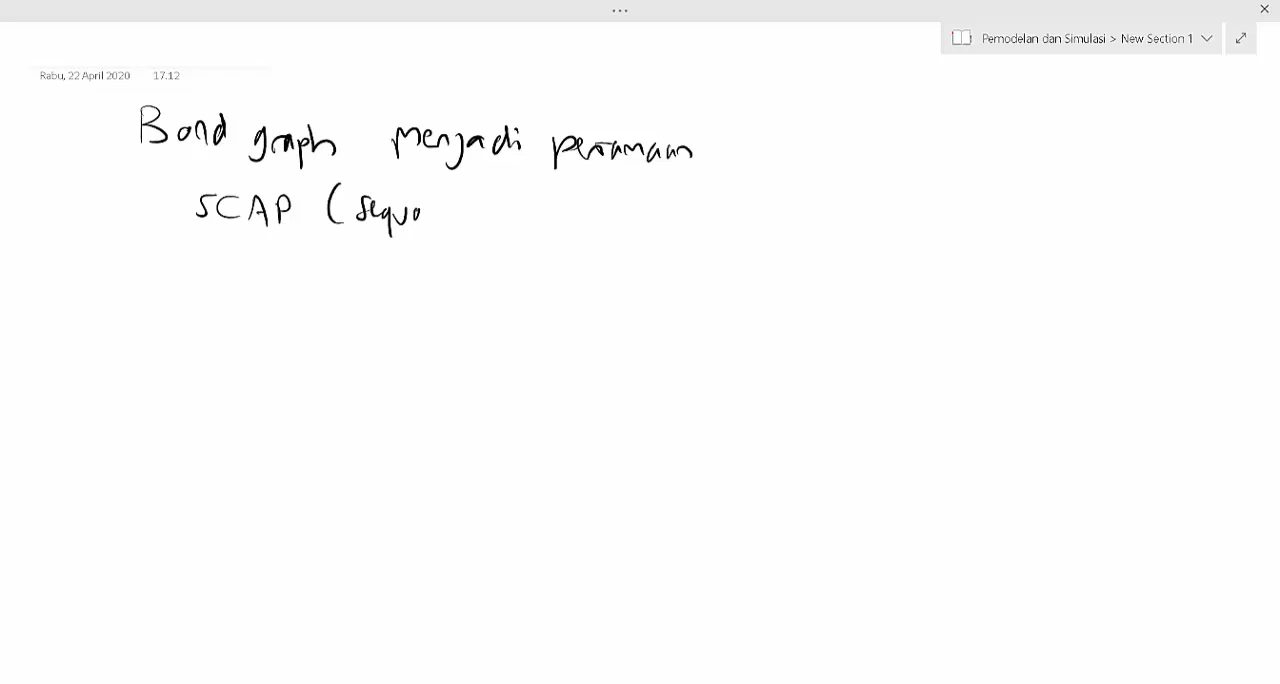 Pemodelan dan Simulasi > New Section 1
Rabu, 22 April 2020 17.12
Bond graph menjadi persamaan
SCAP (sequ